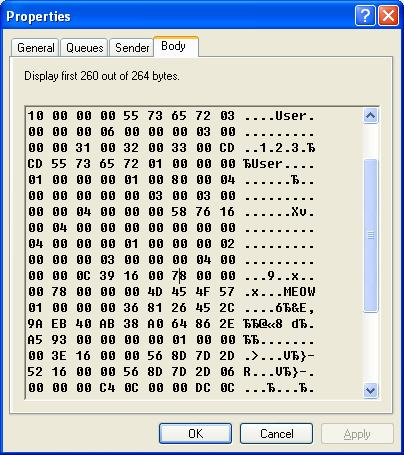 Properties
General Queues Sender Body
Display first 260 out of 264 bytes.
10 00 00 00 55 73 65 72 03 ....User.
00 00 00 06 00 00 00 03 00 .........
00 00 31 00 32 00 33 00 CD ..1.2.3.Ђ
CD 55 73 65 72 01 00 00 00 ЂUser....
01 00 00 00 01 00 80 00 04 ......Ђ..
00 00 00 00 00 03 00 03 00 .........
00 00 04 00 00 00 58 76 16 ......Xv.
00 04 00 00 00 00 00 00 00 .........
04 00 00 00 01 00 00 00 02 .........
00 00 00 03 00 00 00 04 00 .........
00 00 0C 39 16 00 78 00 00 ...9..x..
00 78 00 00 00 4D 45 4F 57 .x...MEOW
01 00 00 00 36 81 26 45 2C ....6Ђ&E,
9A EB 40 AB 38 A0 64 86 2E ЂЂ@«8 dЂ.
A5 93 00 00 00 00 01 00 00 ЂЂ.......
00 3E 16 00 00 56 8D 7D 2D .>...VЂ}-
52 16 00 00 56 8D 7D 2D 06 R...VЂ}-.
00 00 00 C4 0C 00 00 DC 0C ...Ђ...Ђ.
OK Cancel Apply